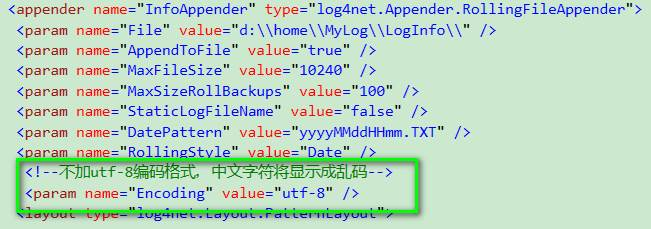 <appender name="InfoAppender" type="log4net.Appender.RollingFileAppender">
<param name="File" value="d:\\home\\MyLog\\LogInfo\\" />
<param name="AppendToFile" value="true" />
<param name="MaxFileSize" value="10240" />
<param name="MaxSizeRollBackups" value="100" />
<param name="StaticLogFileName" value="false" />
<param name="DatePattern" value="yyyyMMddHHmm.TXT" />
<param name="RollingStyle" value="Date" />
<!--不加utf-8编码格式, 中文字符将显示成乱码-->
<param name="Encoding" value="utf-8" />
<layout type="log4net.Layout.PatternLayout">